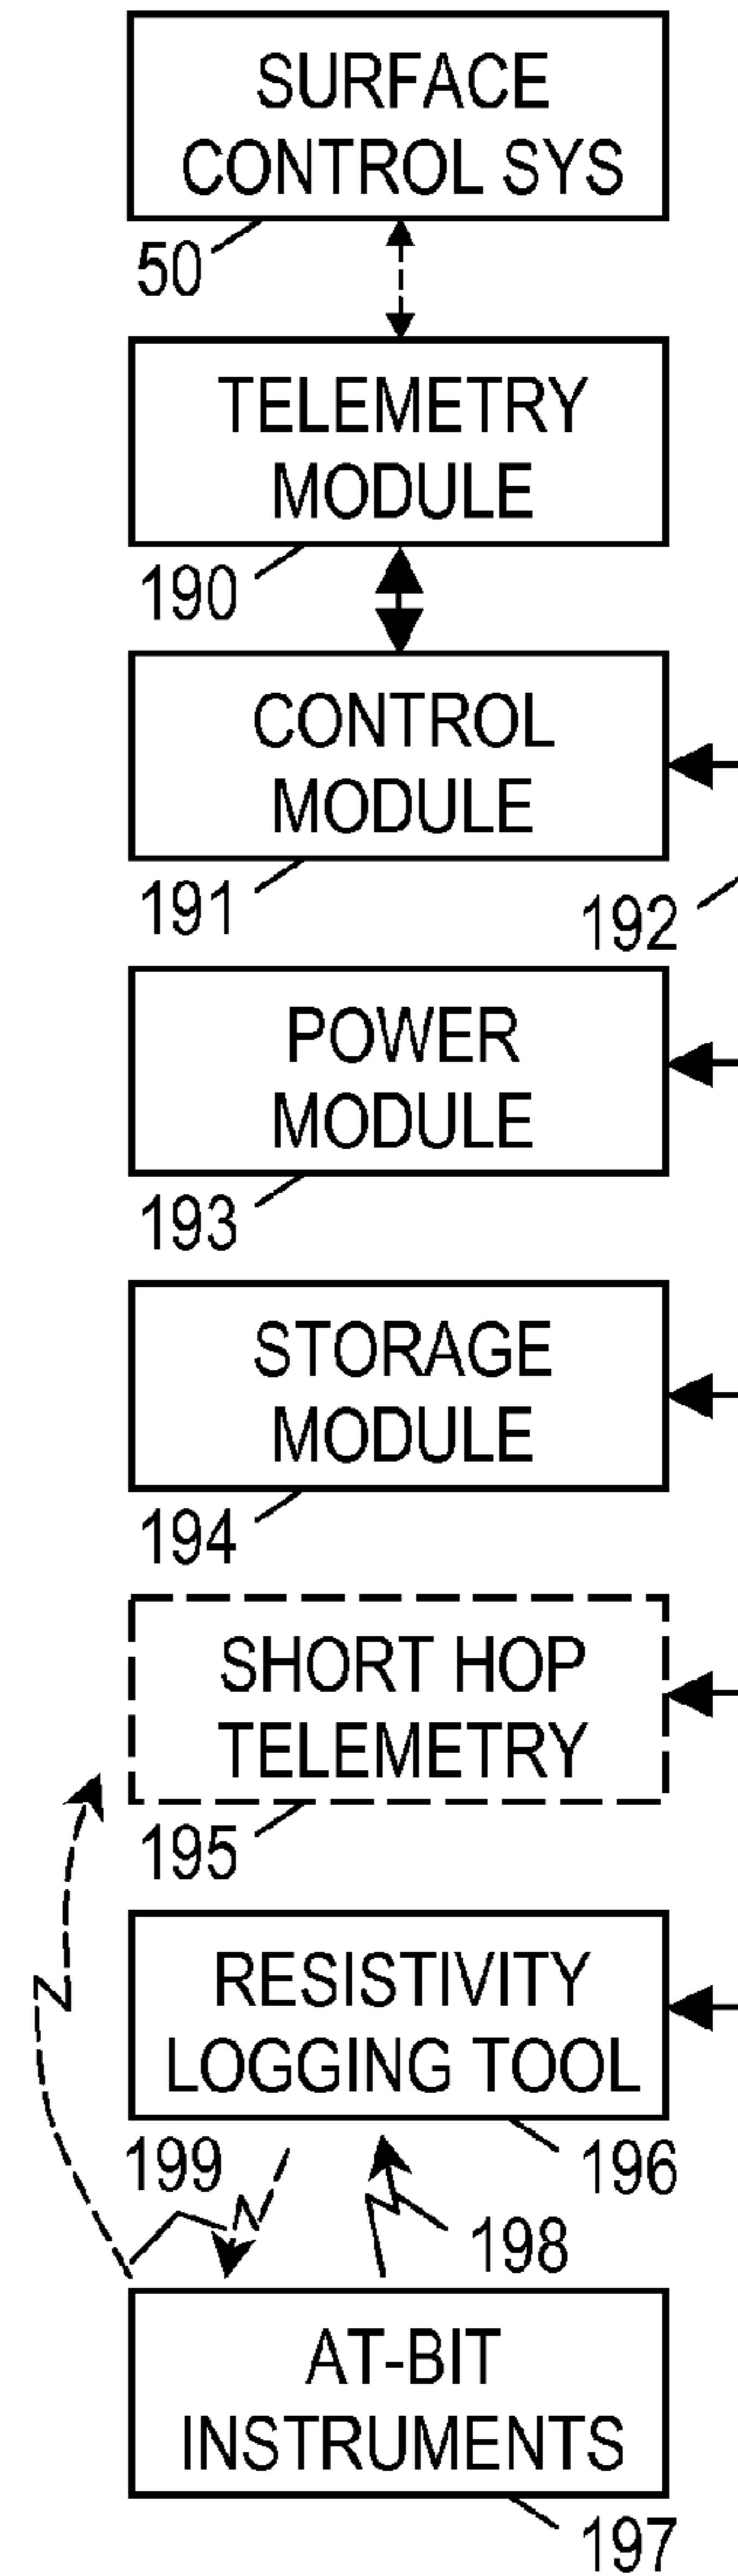 SURFACE
CONTROL SYS
50
TELEMETRY
MODULE
190
CONTROL
MODULE
191
192
POWER
MODULE
193
STORAGE
MODULE
194
SHORT HOP
TELEMETRY
195
RESISTIVITY
LOGGING TOOL
199
196
198
AT-BIT
INSTRUMENTS
197